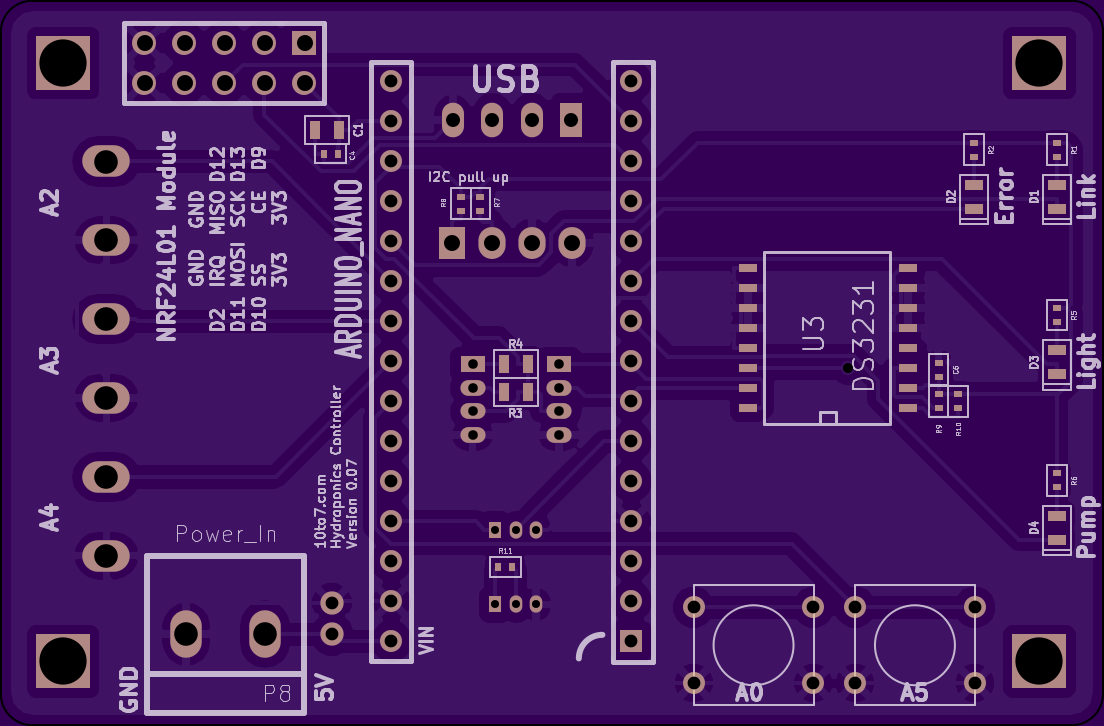 USB
C1
C4
R2
R1
NRF24L01 Module
GND GND
D2 IRQ MISO D12
D11 MOSI SCK D13
D10 SS CE D9
3V3 3V3
A2
A3
A4
ARDUINO_NANO
I2C pull up
R8
R7
D2
Error
D1
Link
U3
DS3231
R5
D3
Light
C6
R9
R10
R4
R3
10to7.com
Hydraponics Controller
Version 0.07
R6
D4
Pump
Power_In
R11
GND
P8
5V
VIN
A0
A5